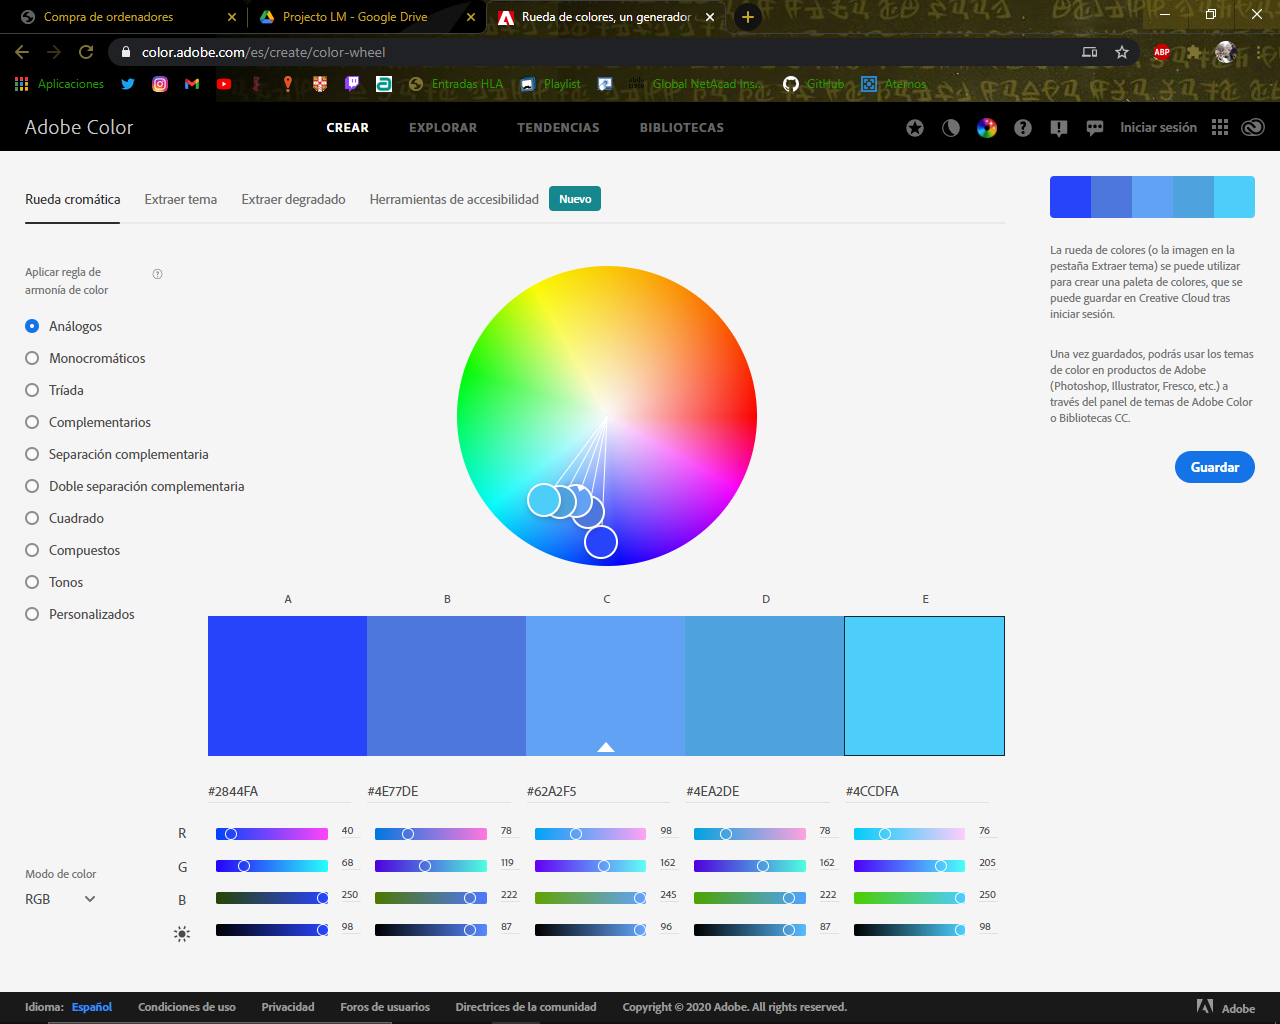 Compra de ordenadores
Projecto LM - Google Drive
Rueda de colores, un generador
color.adobe.com/es/create/color-wheel
ABP
Aplicaciones
Entradas HLA
Playlist
Global NetAcad Ins...
GitHub
Aternos
Adobe Color
CREAR
EXPLORAR
TENDENCIAS
BIBLIOTECAS
Iniciar sesión
Rueda cromática
Extraer tema
Extraer degradado
Herramientas de accesibilidad
Nuevo
La rueda de colores (o la imagen en la
pestaña Extraer tema) se puede utilizar
para crear una paleta de colores, que se
puede guardar en Creative Cloud tras
iniciar sesión.
Una vez guardados, podrás usar los temas
de color en productos de Adobe
(Photoshop, Illustrator, Fresco, etc.) a
través del panel de temas de Adobe Color
o Bibliotecas CC.
Guardar
Aplicar regla de
armonía de color
Análogos
Monocromáticos
Tríada
Complementarios
Separación complementaria
Doble separación complementaria
Cuadrado
Compuestos
Tonos
Personalizados
A B C D E
#2844FA #4E77DE #62A2F5 #4EA2DE #4CCDFA
R 40 78 98 78 76
G 68 119 162 162 205
B 250 222 245 222 250
98 87 96 87 98
Modo de color
RGB
Idioma: Español
Condiciones de uso
Privacidad
Foros de usuarios
Directrices de la comunidad
Copyright © 2020 Adobe. All rights reserved.
Adobe